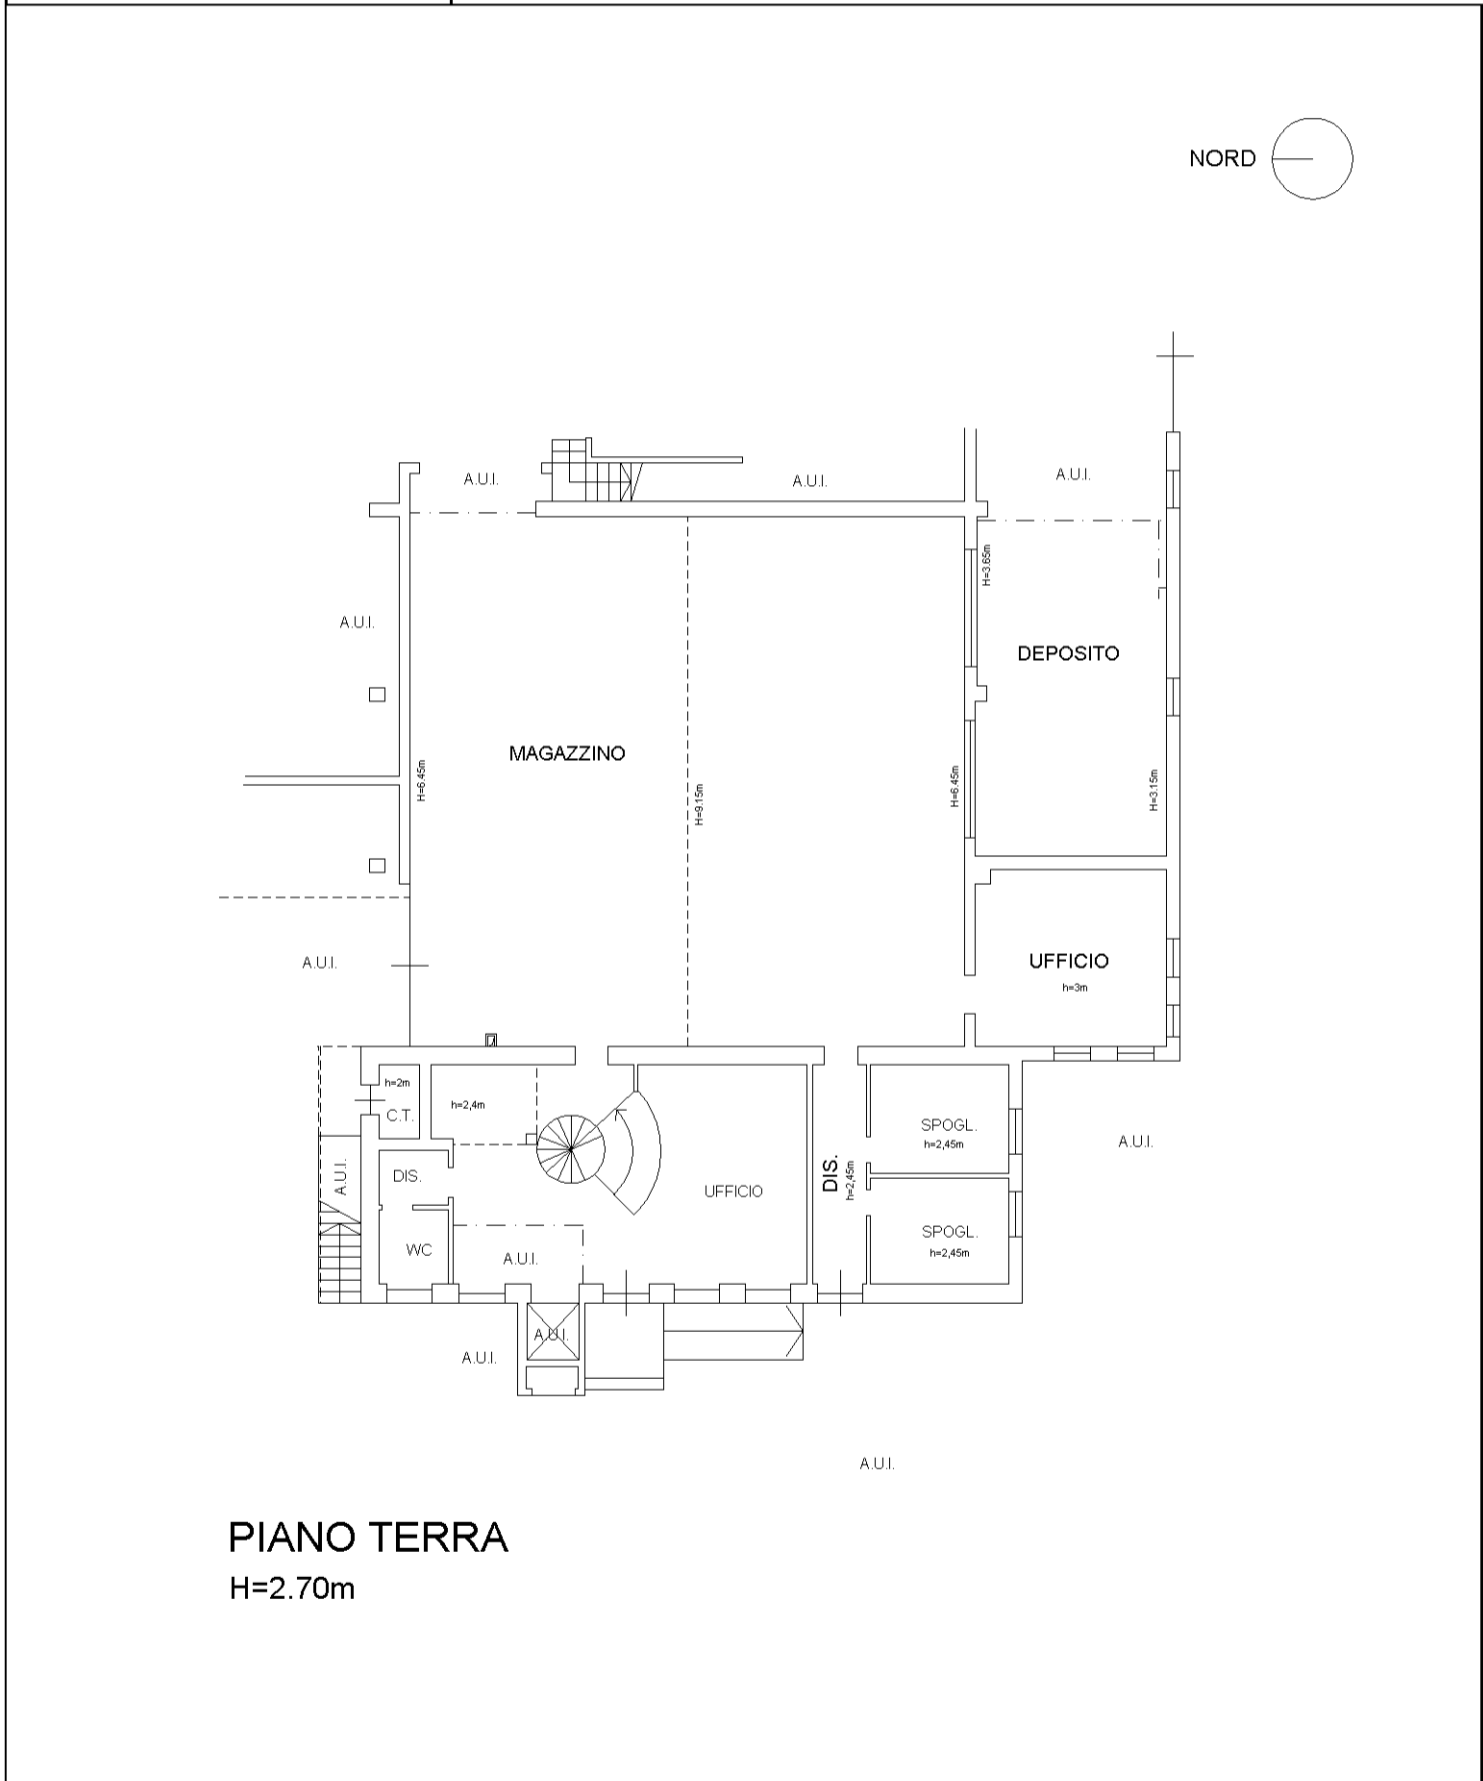 NORD
A.U.I.
A.U.I.
A.U.I.
H=3.65m
A.U.I.
DEPOSITO
MAGAZZINO
H=6.45m
H=9.15m
H=6.45m
H=3.15m
A.U.I.
UFFICIO
h=3m
h=2m
C.T.
h=2,4m
SPOGL.
h=2,45m
A.U.I.
A.U.I.
DIS.
UFFICIO
DIS.
h=2,45m
SPOGL.
h=2,45m
WC
A.U.I.
A.U.I.
A.U.I.
A.U.I.
PIANO TERRA
H=2.70m